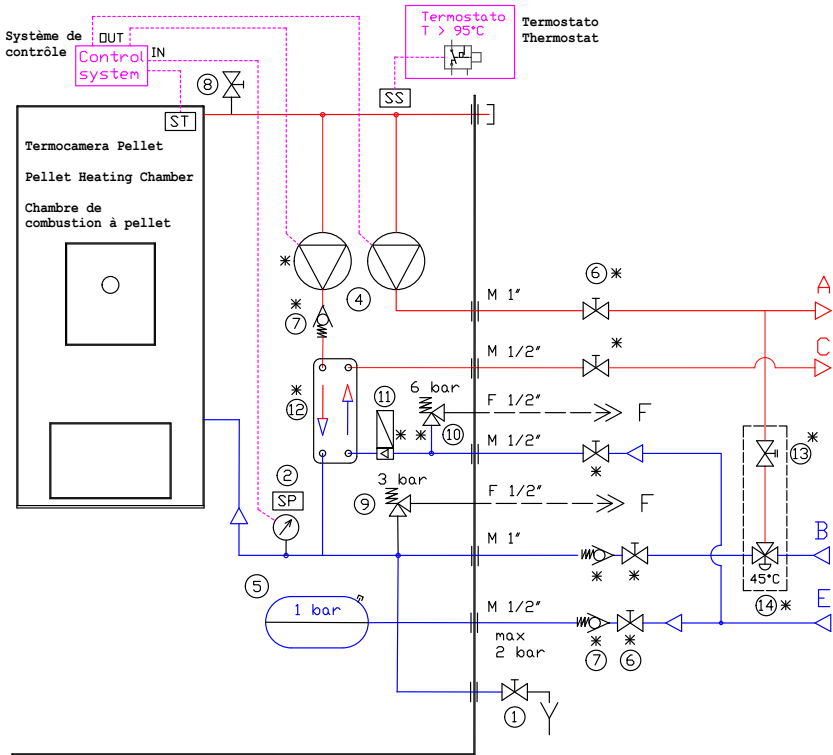 Termostato
T > 95°C
Termostato
Thermostat
Système de
contrôle
OUT
IN
Control
system
8
SS
ST
Termocamera Pellet
Pellet Heating Chamber
Chambre de
combustion à pellet
*
4
*
7
M 1″
6 *
A
M 1/2″
*
C
*
12
11
6 bar
F 1/2″
F
* *
10
M 1/2″
*
13 *
2
SP
3 bar
9
F 1/2″
F
M 1″
* *
B
45°C
14 *
5
1 bar
M 1/2″
E
max
2 bar
* *
7 6
1